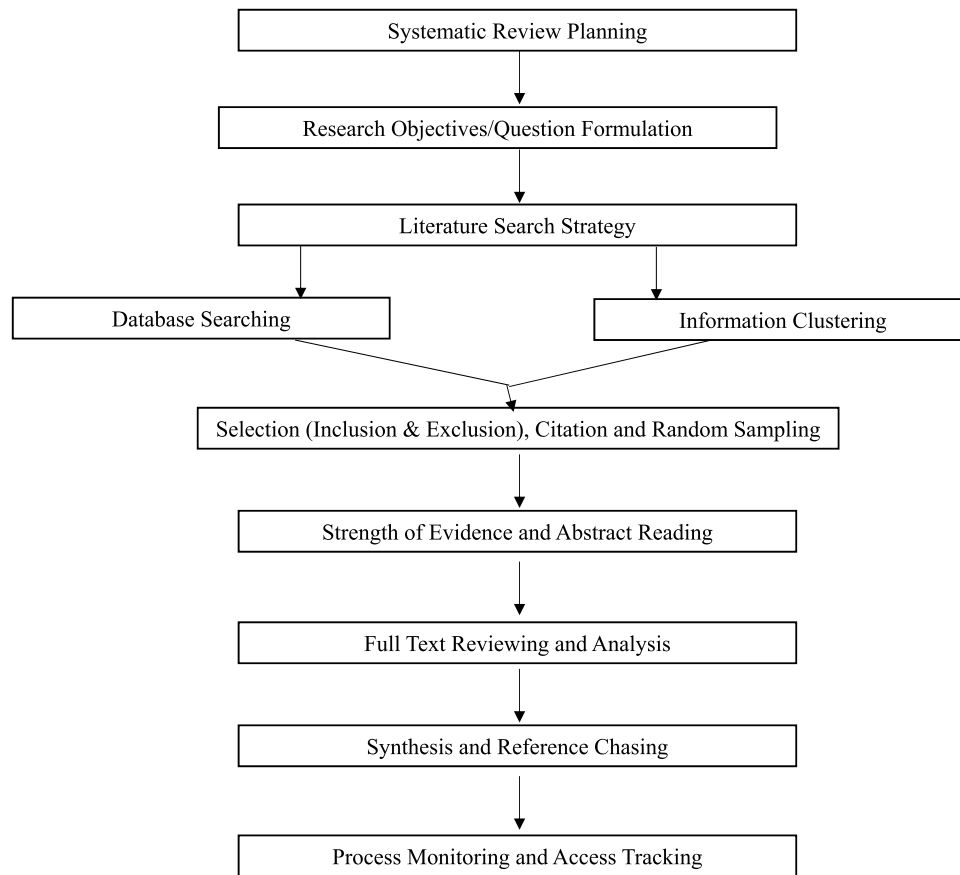 Systematic Review Planning
Research Objectives/Question Formulation
Literature Search Strategy
Database Searching
Information Clustering
Selection (Inclusion & Exclusion), Citation and Random Sampling
Strength of Evidence and Abstract Reading
Full Text Reviewing and Analysis
Synthesis and Reference Chasing
Process Monitoring and Access Tracking